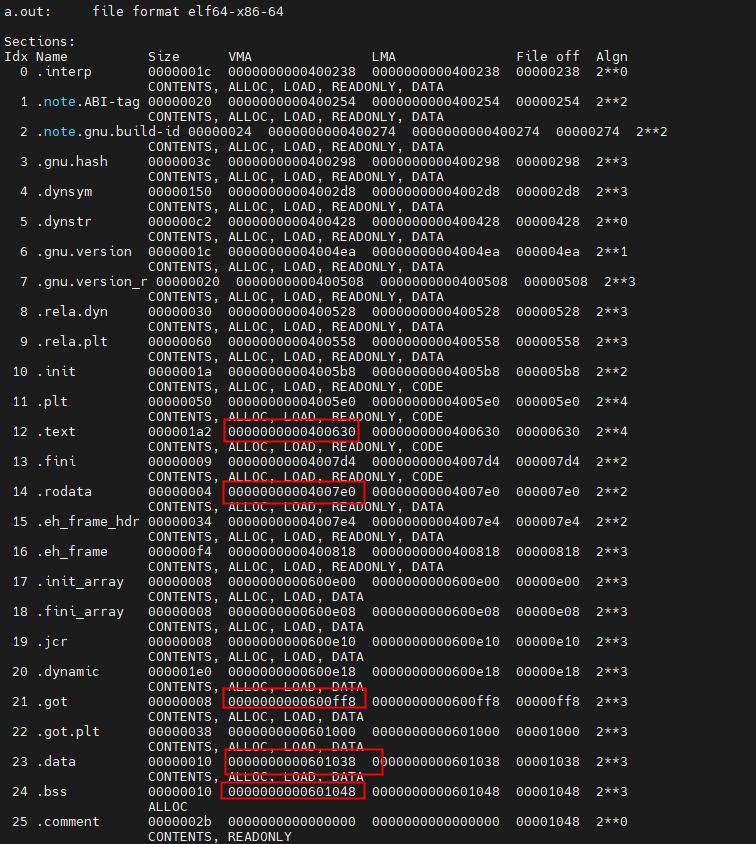 a.out:     file format elf64-x86-64
Sections:
Idx Name          Size      VMA               LMA               File off  Algn
  0 .interp       0000001c  0000000000400238  0000000000400238  00000238  2**0
                  CONTENTS, ALLOC, LOAD, READONLY, DATA
  1 .note.ABI-tag 00000020  0000000000400254  0000000000400254  00000254  2**2
                  CONTENTS, ALLOC, LOAD, READONLY, DATA
  2 .note.gnu.build-id 00000024  0000000000400274  0000000000400274  00000274  2**2
                  CONTENTS, ALLOC, LOAD, READONLY, DATA
  3 .gnu.hash     0000003c  0000000000400298  0000000000400298  00000298  2**3
                  CONTENTS, ALLOC, LOAD, READONLY, DATA
  4 .dynsym       00000150  00000000004002d8  00000000004002d8  000002d8  2**3
                  CONTENTS, ALLOC, LOAD, READONLY, DATA
  5 .dynstr       000000c2  0000000000400428  0000000000400428  00000428  2**0
                  CONTENTS, ALLOC, LOAD, READONLY, DATA
  6 .gnu.version  0000001c  00000000004004ea  00000000004004ea  000004ea  2**1
                  CONTENTS, ALLOC, LOAD, READONLY, DATA
  7 .gnu.version_r 00000020  0000000000400508  0000000000400508  00000508  2**3
                  CONTENTS, ALLOC, LOAD, READONLY, DATA
  8 .rela.dyn     00000030  0000000000400528  0000000000400528  00000528  2**3
                  CONTENTS, ALLOC, LOAD, READONLY, DATA
  9 .rela.plt     00000060  0000000000400558  0000000000400558  00000558  2**3
                  CONTENTS, ALLOC, LOAD, READONLY, DATA
 10 .init         0000001a  00000000004005b8  00000000004005b8  000005b8  2**2
                  CONTENTS, ALLOC, LOAD, READONLY, CODE
 11 .plt          00000050  00000000004005e0  00000000004005e0  000005e0  2**4
                  CONTENTS, ALLOC, LOAD, READONLY, CODE
 12 .text         000001a2  0000000000400630  0000000000400630  00000630  2**4
                  CONTENTS, ALLOC, LOAD, READONLY, CODE
 13 .fini         00000009  00000000004007d4  00000000004007d4  000007d4  2**2
                  CONTENTS, ALLOC, LOAD, READONLY, CODE
 14 .rodata       00000004  00000000004007e0  00000000004007e0  000007e0  2**2
                  CONTENTS, ALLOC, LOAD, READONLY, DATA
 15 .eh_frame_hdr 00000034  00000000004007e4  00000000004007e4  000007e4  2**2
                  CONTENTS, ALLOC, LOAD, READONLY, DATA
 16 .eh_frame     000000f4  0000000000400818  0000000000400818  00000818  2**3
                  CONTENTS, ALLOC, LOAD, READONLY, DATA
 17 .init_array   00000008  0000000000600e00  0000000000600e00  00000e00  2**3
                  CONTENTS, ALLOC, LOAD, DATA
 18 .fini_array   00000008  0000000000600e08  0000000000600e08  00000e08  2**3
                  CONTENTS, ALLOC, LOAD, DATA
 19 .jcr          00000008  0000000000600e10  0000000000600e10  00000e10  2**3
                  CONTENTS, ALLOC, LOAD, DATA
 20 .dynamic      000001e0  0000000000600e18  0000000000600e18  00000e18  2**3
                  CONTENTS, ALLOC, LOAD, DATA
 21 .got          00000008  0000000000600ff8  0000000000600ff8  00000ff8  2**3
                  CONTENTS, ALLOC, LOAD, DATA
 22 .got.plt      00000038  0000000000601000  0000000000601000  00001000  2**3
                  CONTENTS, ALLOC, LOAD, DATA
 23 .data         00000010  0000000000601038  0000000000601038  00001038  2**3
                  CONTENTS, ALLOC, LOAD, DATA
 24 .bss          00000010  0000000000601048  0000000000601048  00001048  2**3
                  ALLOC
 25 .comment      0000002b  0000000000000000  0000000000000000  00001048  2**0
                  CONTENTS, READONLY